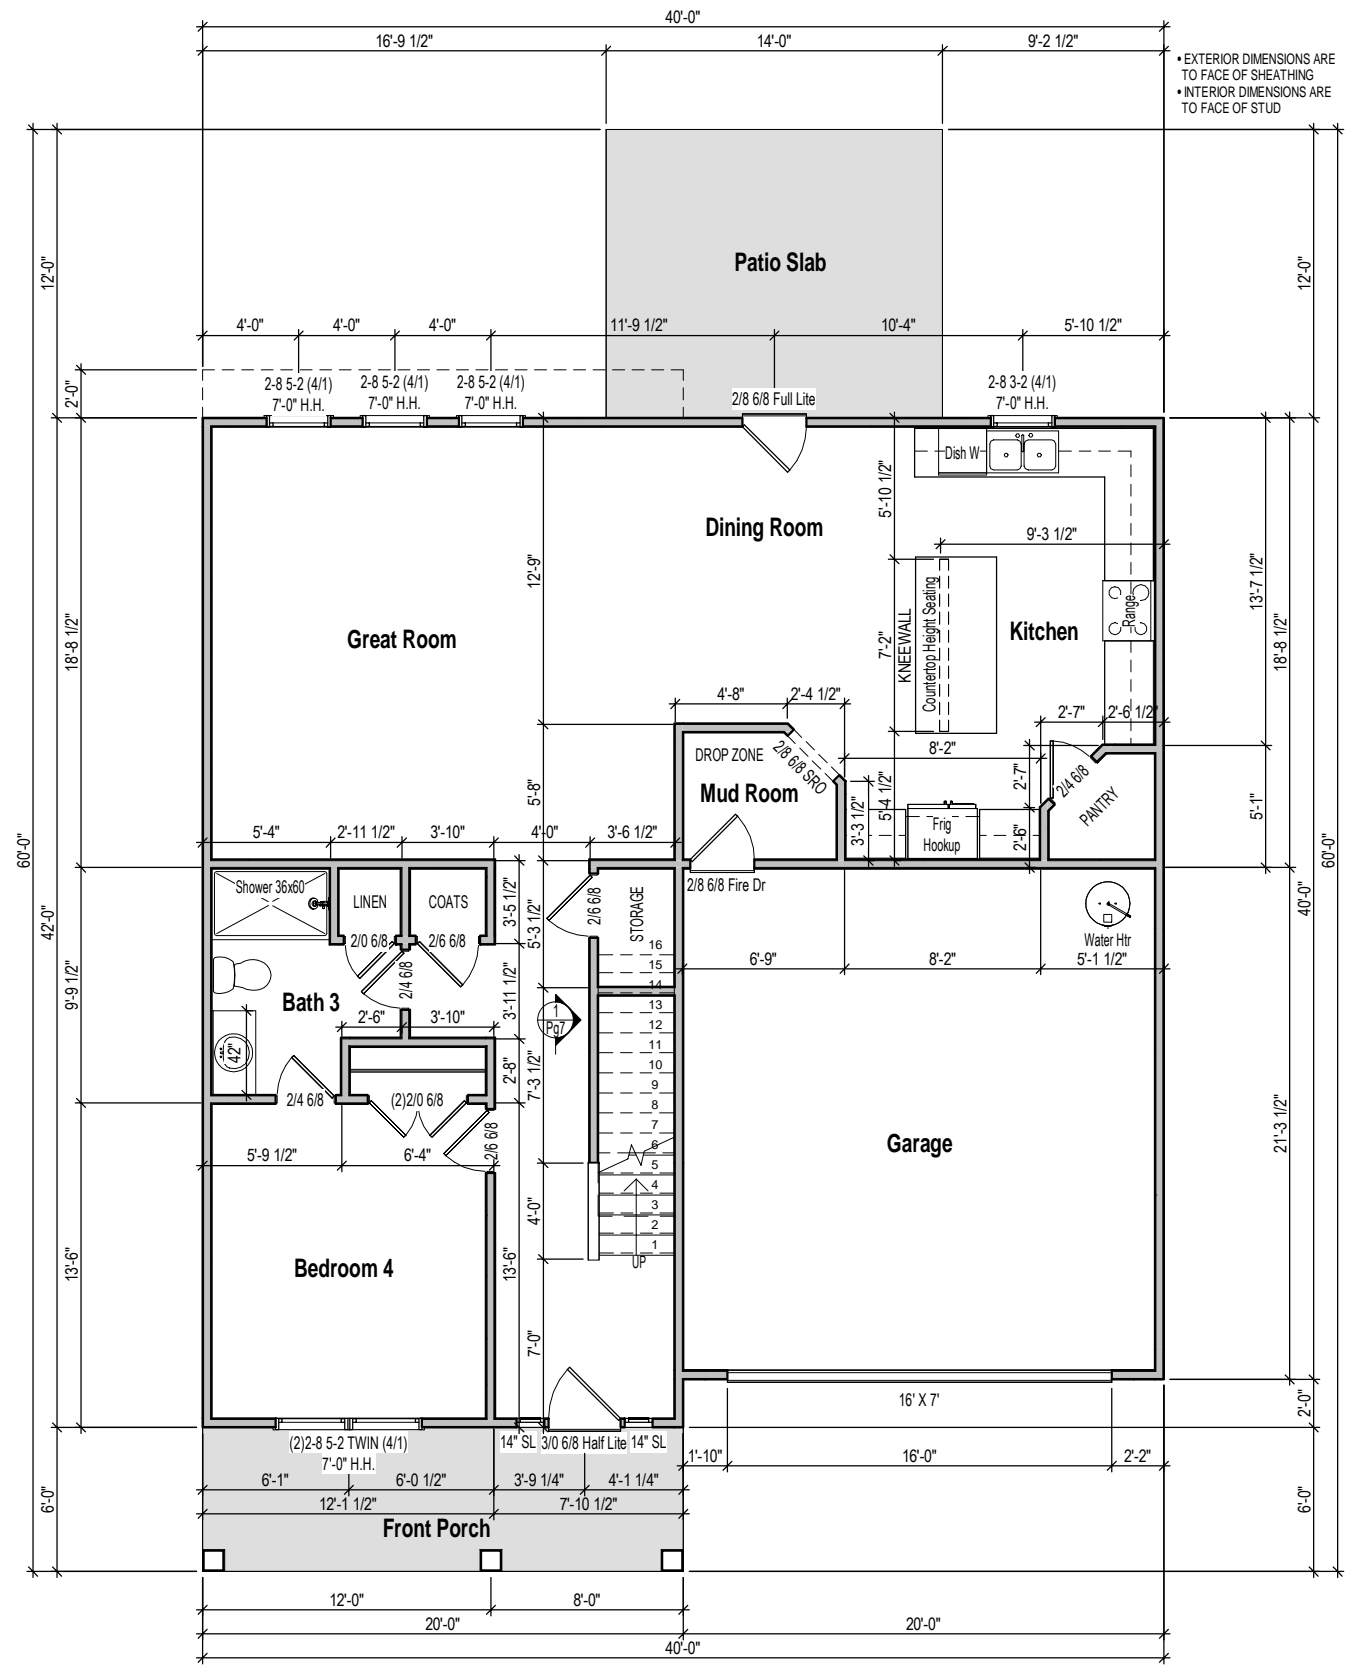 40'-0"
16'-9 1/2"
14'-0"
9'-2 1/2"
• EXTERIOR DIMENSIONS ARE
TO FACE OF SHEATHING
• INTERIOR DIMENSIONS ARE
TO FACE OF STUD
12'-0"
Patio Slab
12'-0"
4'-0"
4'-0"
4'-0"
11'-9 1/2"
10'-4"
5'-10 1/2"
2'-0"
2-8 5-2 (4/1)
7'-0" H.H.
2-8 5-2 (4/1)
7'-0" H.H.
2-8 5-2 (4/1)
7'-0" H.H.
2/8 6/8 Full Lite
2-8 3-2 (4/1)
7'-0" H.H.
Dish W
5'-10 1/2"
Dining Room
9'-3 1/2"
12'-9"
13'-7 1/2"
Great Room
18'-8 1/2"
7'-2"
KNEEWALL
Countertop Height Seating
Kitchen
Range
18'-8 1/2"
4'-8"
2'-4 1/2"
2'-7"
2'-6 1/2"
DROP ZONE
2/8 6/8 SRO
8'-2"
Mud Room
5'-8"
3'-3 1/2"
5'-4 1/2"
Frig
Hookup
2'-7"
2'-6"
2/4 6/8
PANTRY
5'-1"
60'-0"
60'-0"
5'-4"
2'-11 1/2"
3'-10"
4'-0"
3'-6 1/2"
2/8 6/8 Fire Dr
42'-0"
40'-0"
Shower 36x60
LINEN
COATS
2/0 6/8
2/6 6/8
3'-5 1/2"
5'-3 1/2"
2/6 6/8
STORAGE
Water Htr
6'-9"
8'-2"
5'-1 1/2"
9'-9 1/2"
Bath 3
2/4 6/8
2'-6"
3'-10"
3'-11 1/2"
1
Pg7
42"
2'-8"
7'-3 1/2"
16
15
14
13
12
11
10
9
8
7
6
5
4
3
2
1
UP
2/4 6/8
(2)2/0 6/8
2/6 6/8
5'-9 1/2"
6'-4"
Garage
21'-3 1/2"
4'-0"
13'-6"
Bedroom 4
13'-6"
7'-0"
16' X 7'
2'-0"
(2)2-8 5-2 TWIN (4/1)
7'-0" H.H.
14" SL
3/0 6/8 Half Lite
14" SL
1'-10"
16'-0"
2'-2"
6'-1"
6'-0 1/2"
3'-9 1/4"
4'-1 1/4"
12'-1 1/2"
7'-10 1/2"
Front Porch
6'-0"
6'-0"
12'-0"
8'-0"
20'-0"
20'-0"
40'-0"